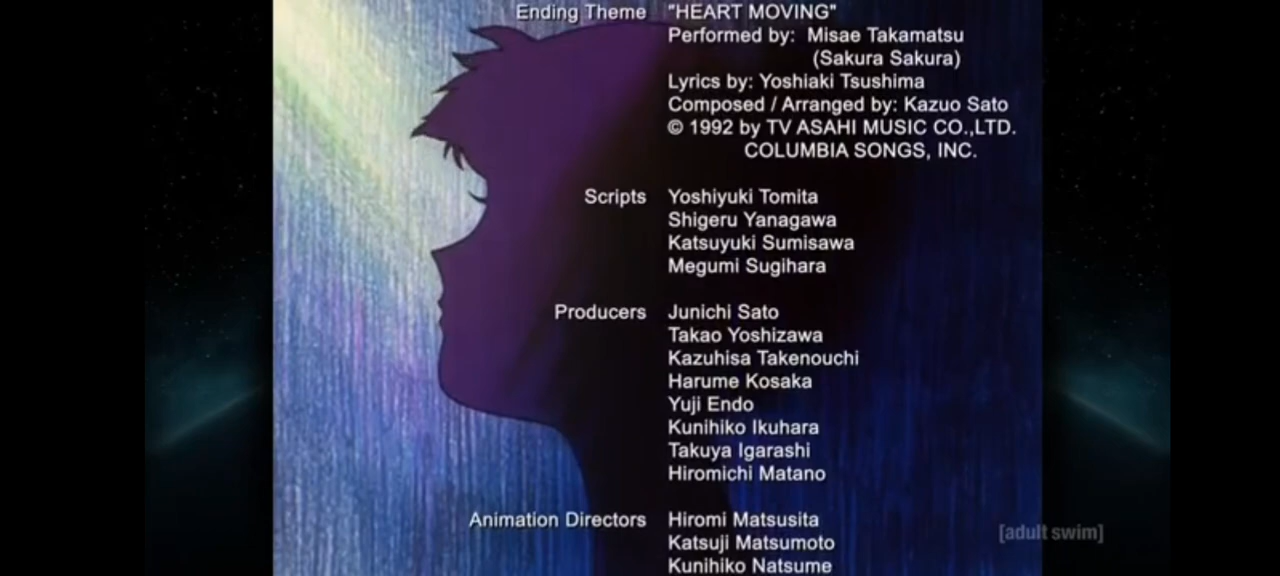 Ending Theme "HEART MOVING"
Performed by: Misae Takamatsu
(Sakura Sakura)
Lyrics by: Yoshiaki Tsushima
Composed / Arranged by: Kazuo Sato
© 1992 by TV ASAHI MUSIC CO.,LTD.
COLUMBIA SONGS, INC.
Scripts Yoshiyuki Tomita
Shigeru Yanagawa
Katsuyuki Sumisawa
Megumi Sugihara
Producers Junichi Sato
Takao Yoshizawa
Kazuhisa Takenouchi
Harume Kosaka
Yuji Endo
Kunihiko Ikuhara
Takuya Igarashi
Hiromichi Matano
Animation Directors Hiromi Matsusita
Katsuji Matsumoto
Kunihiko Natsume
[adult swim]